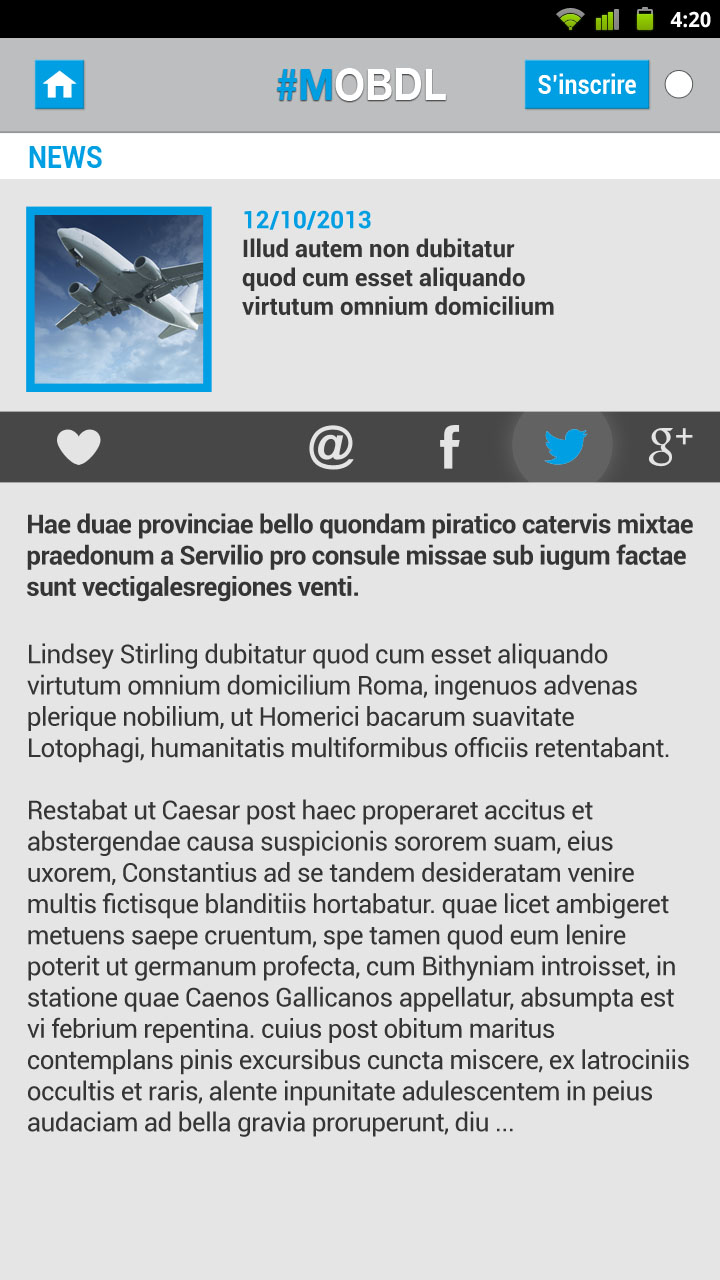 4:20
#MOBDL
S'inscrire
NEWS
12/10/2013
Illud autem non dubitatur
quod cum esset aliquando
virtutum omnium domicilium
@
f
g+
Hae duae provinciae bello quondam piratico catervis mixtae
praedonum a Servilio pro consule missae sub iugum factae
sunt vectigalesregiones venti.
Lindsey Stirling dubitatur quod cum esset aliquando
virtutum omnium domicilium Roma, ingenuos advenas
plerique nobilium, ut Homerici bacarum suavitate
Lotophagi, humanitatis multiformibus officiis retentabant.
Restabat ut Caesar post haec properaret accitus et
abstergendae causa suspicionis sororem suam, eius
uxorem, Constantius ad se tandem desideratam venire
multis fictisque blanditiis hortabatur. quae licet ambigeret
metuens saepe cruentum, spe tamen quod eum lenire
poterit ut germanum profecta, cum Bithyniam introisset, in
statione quae Caenos Gallicanos appellatur, absumpta est
vi febrium repentina. cuius post obitum maritus
contemplans pinis excursibus cuncta miscere, ex latrociniis
occultis et raris, alente inpunitate adulescentem in peius
audaciam ad bella gravia proruperunt, diu ...